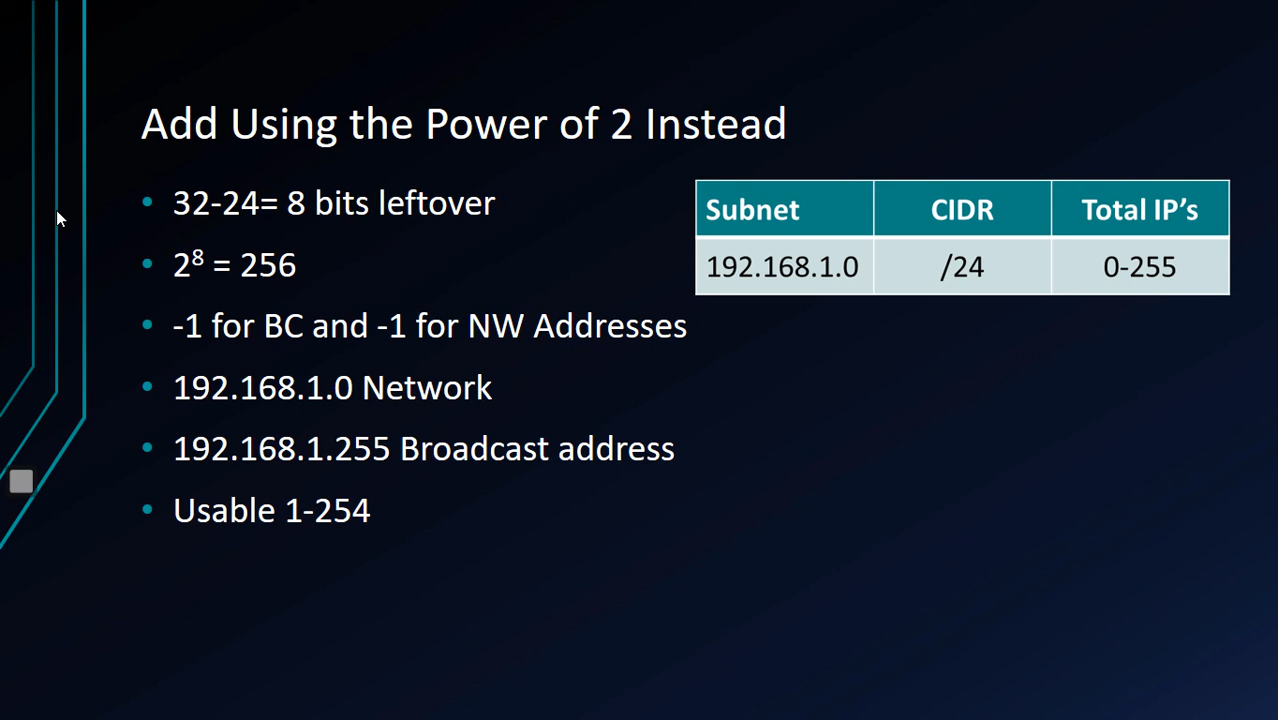 Add Using the Power of 2 Instead
• 32-24= 8 bits leftover
• 2⁸ = 256
• -1 for BC and -1 for NW Addresses
• 192.168.1.0 Network
• 192.168.1.255 Broadcast address
• Usable 1-254
Subnet CIDR Total IP’s
192.168.1.0 /24 0-255